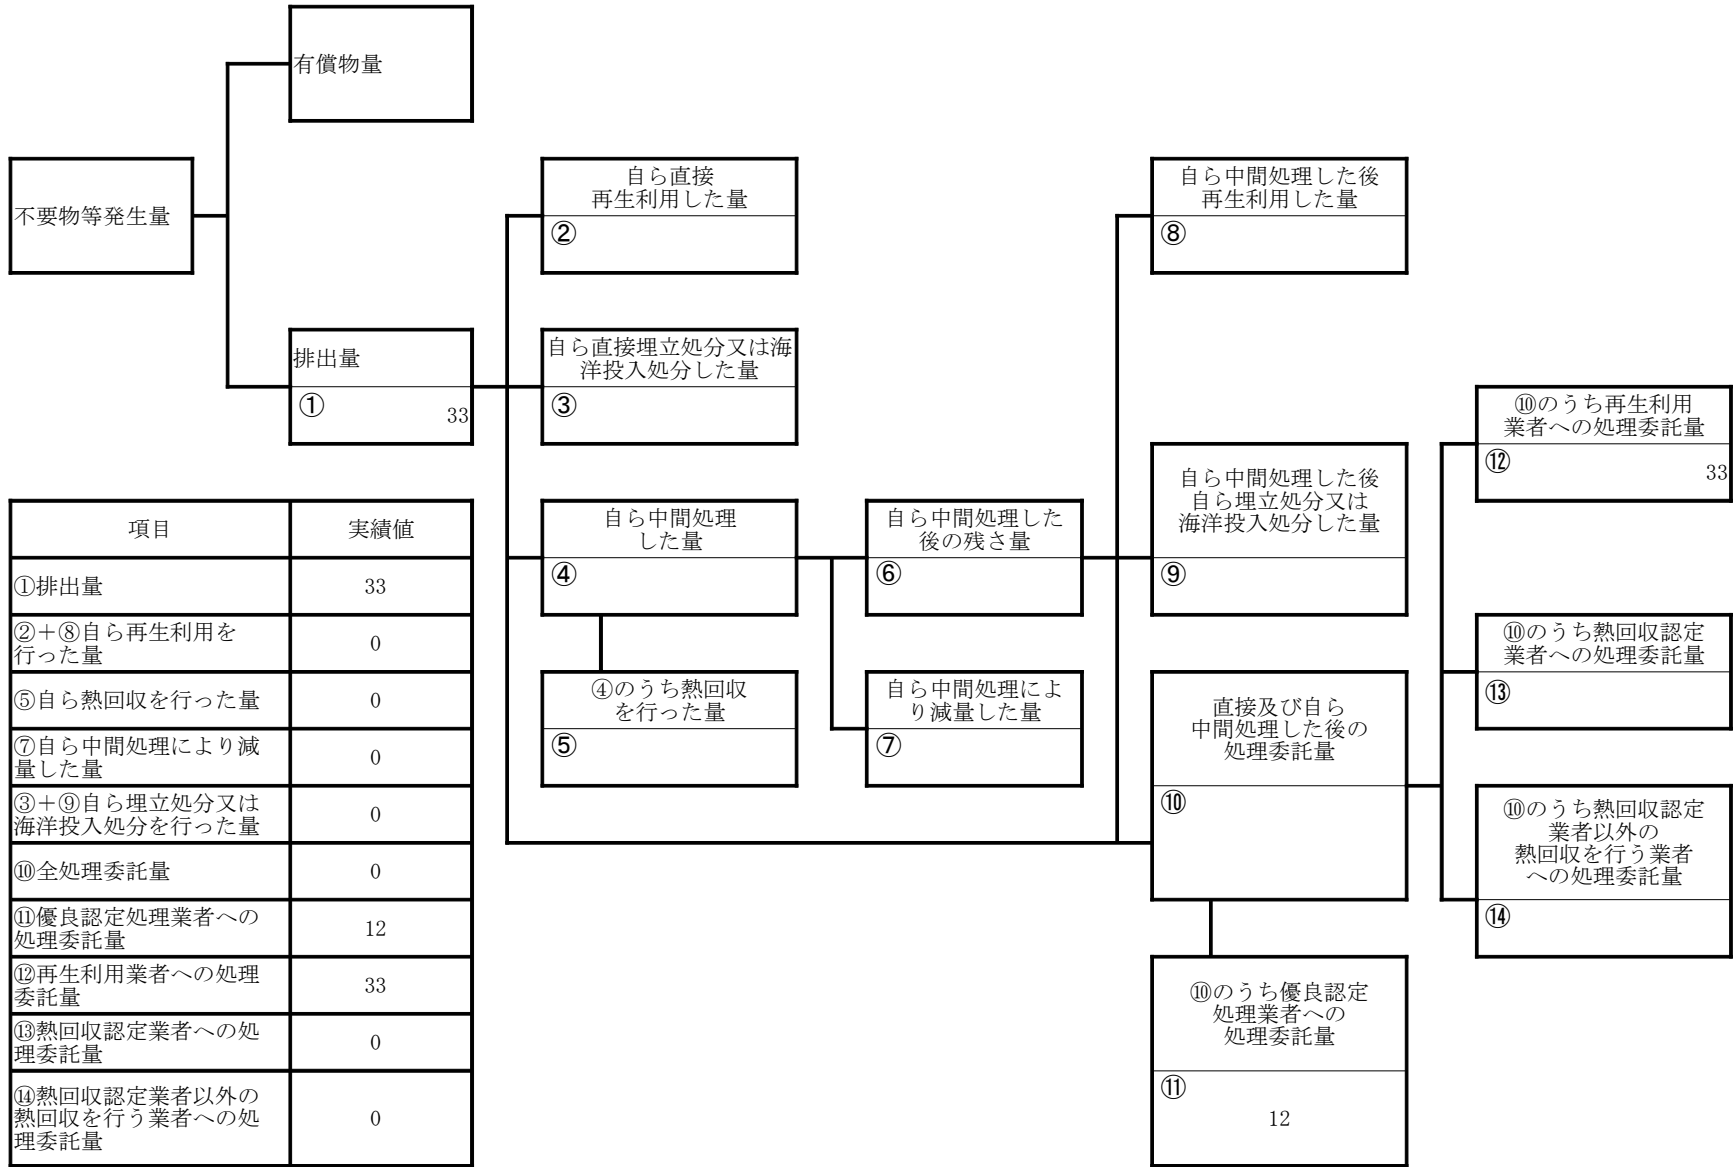 有償物量
不要物等発生量
自ら直接
再生利用した量
②
自ら中間処理した後
再生利用した量
⑧
排出量
①
33
自ら直接埋立処分又は海
洋投入処分した量
③
⑩のうち再生利用
業者への処理委託量
⑫
33
自ら中間処理
した量
④
自ら中間処理した
後の残さ量
⑥
自ら中間処理した後
自ら埋立処分又は
海洋投入処分した量
⑨
⑩のうち熱回収認定
業者への処理委託量
⑬
④のうち熱回収
を行った量
⑤
自ら中間処理によ
り減量した量
⑦
直接及び自ら
中間処理した後の
処理委託量
⑩
⑩のうち熱回収認定
業者以外の
熱回収を行う業者
への処理委託量
⑭
⑩のうち優良認定
処理業者への
処理委託量
⑪
12
項目 実績値
①排出量 33
②＋⑧自ら再生利用を
行った量 0
⑤自ら熱回収を行った量 0
⑦自ら中間処理により減
量した量 0
③＋⑨自ら埋立処分又は
海洋投入処分を行った量 0
⑩全処理委託量 0
⑪優良認定処理業者への
処理委託量 12
⑫再生利用業者への処理
委託量 33
⑬熱回収認定業者への処
理委託量 0
⑭熱回収認定業者以外の
熱回収を行う業者への処
理委託量 0